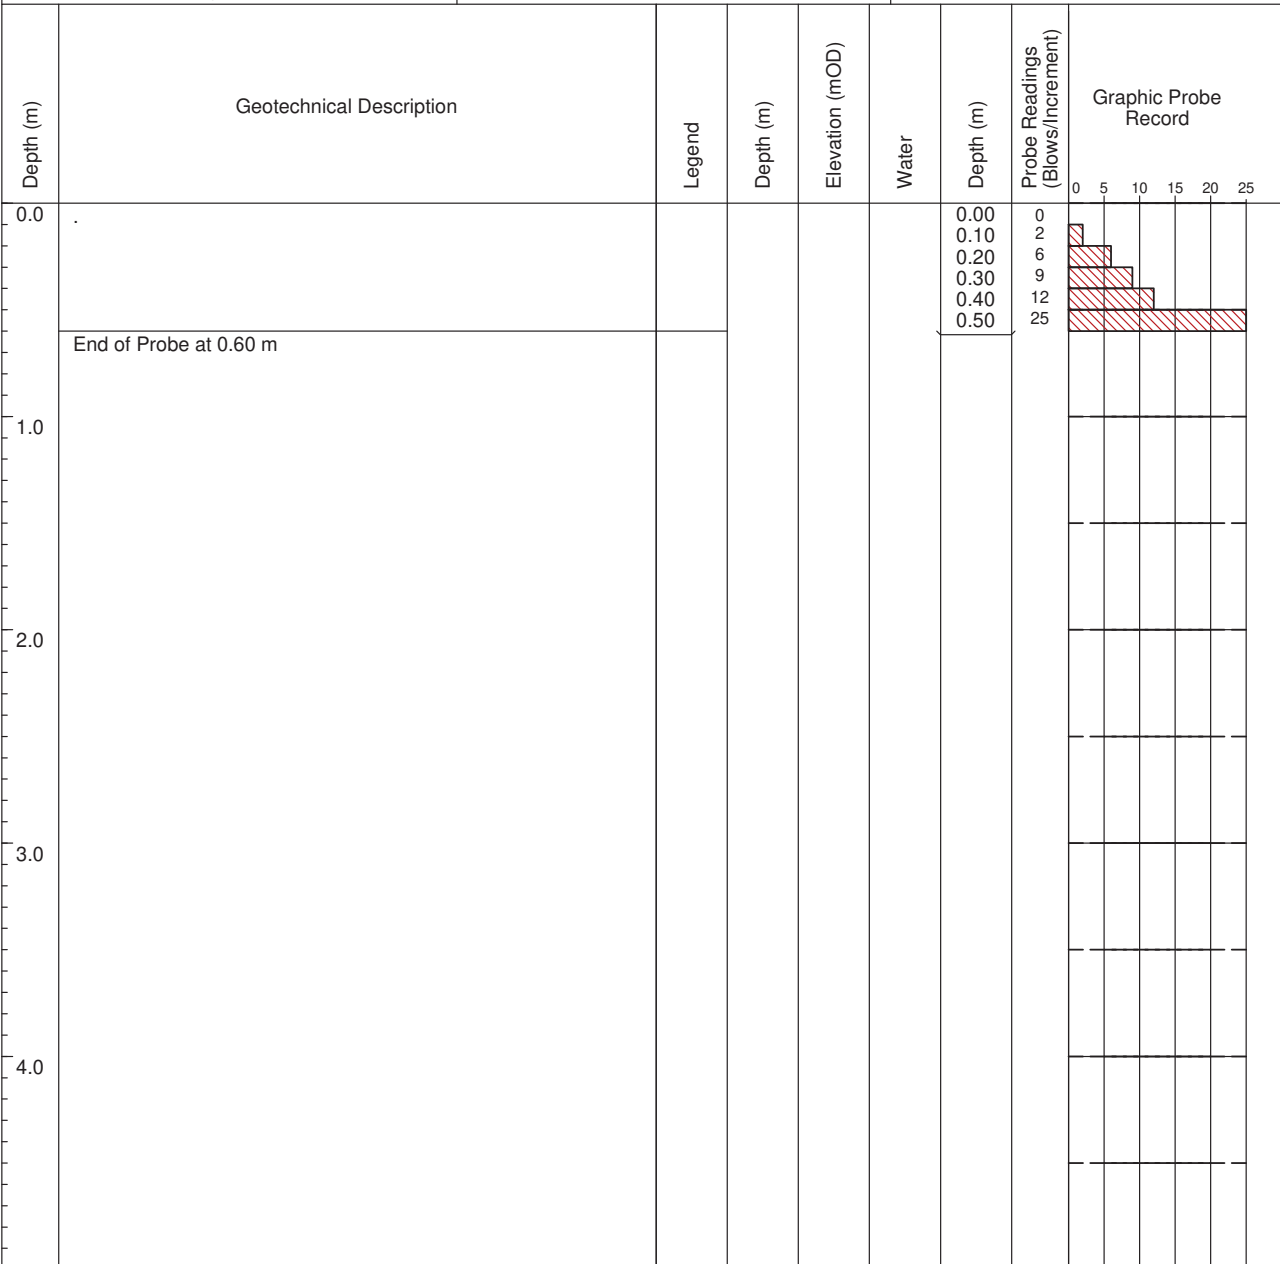 Depth (m)
Geotechnical Description
Legend
Depth (m)
Elevation (mOD)
Water
Depth (m)
Probe Readings
(Blows/Increment)
Graphic Probe
Record
0 5 10 15 20 25
0.0 . 0.00 0
0.10 2
0.20 6
0.30 9
0.40 12
0.50 25
End of Probe at 0.60 m
1.0
2.0
3.0
4.0